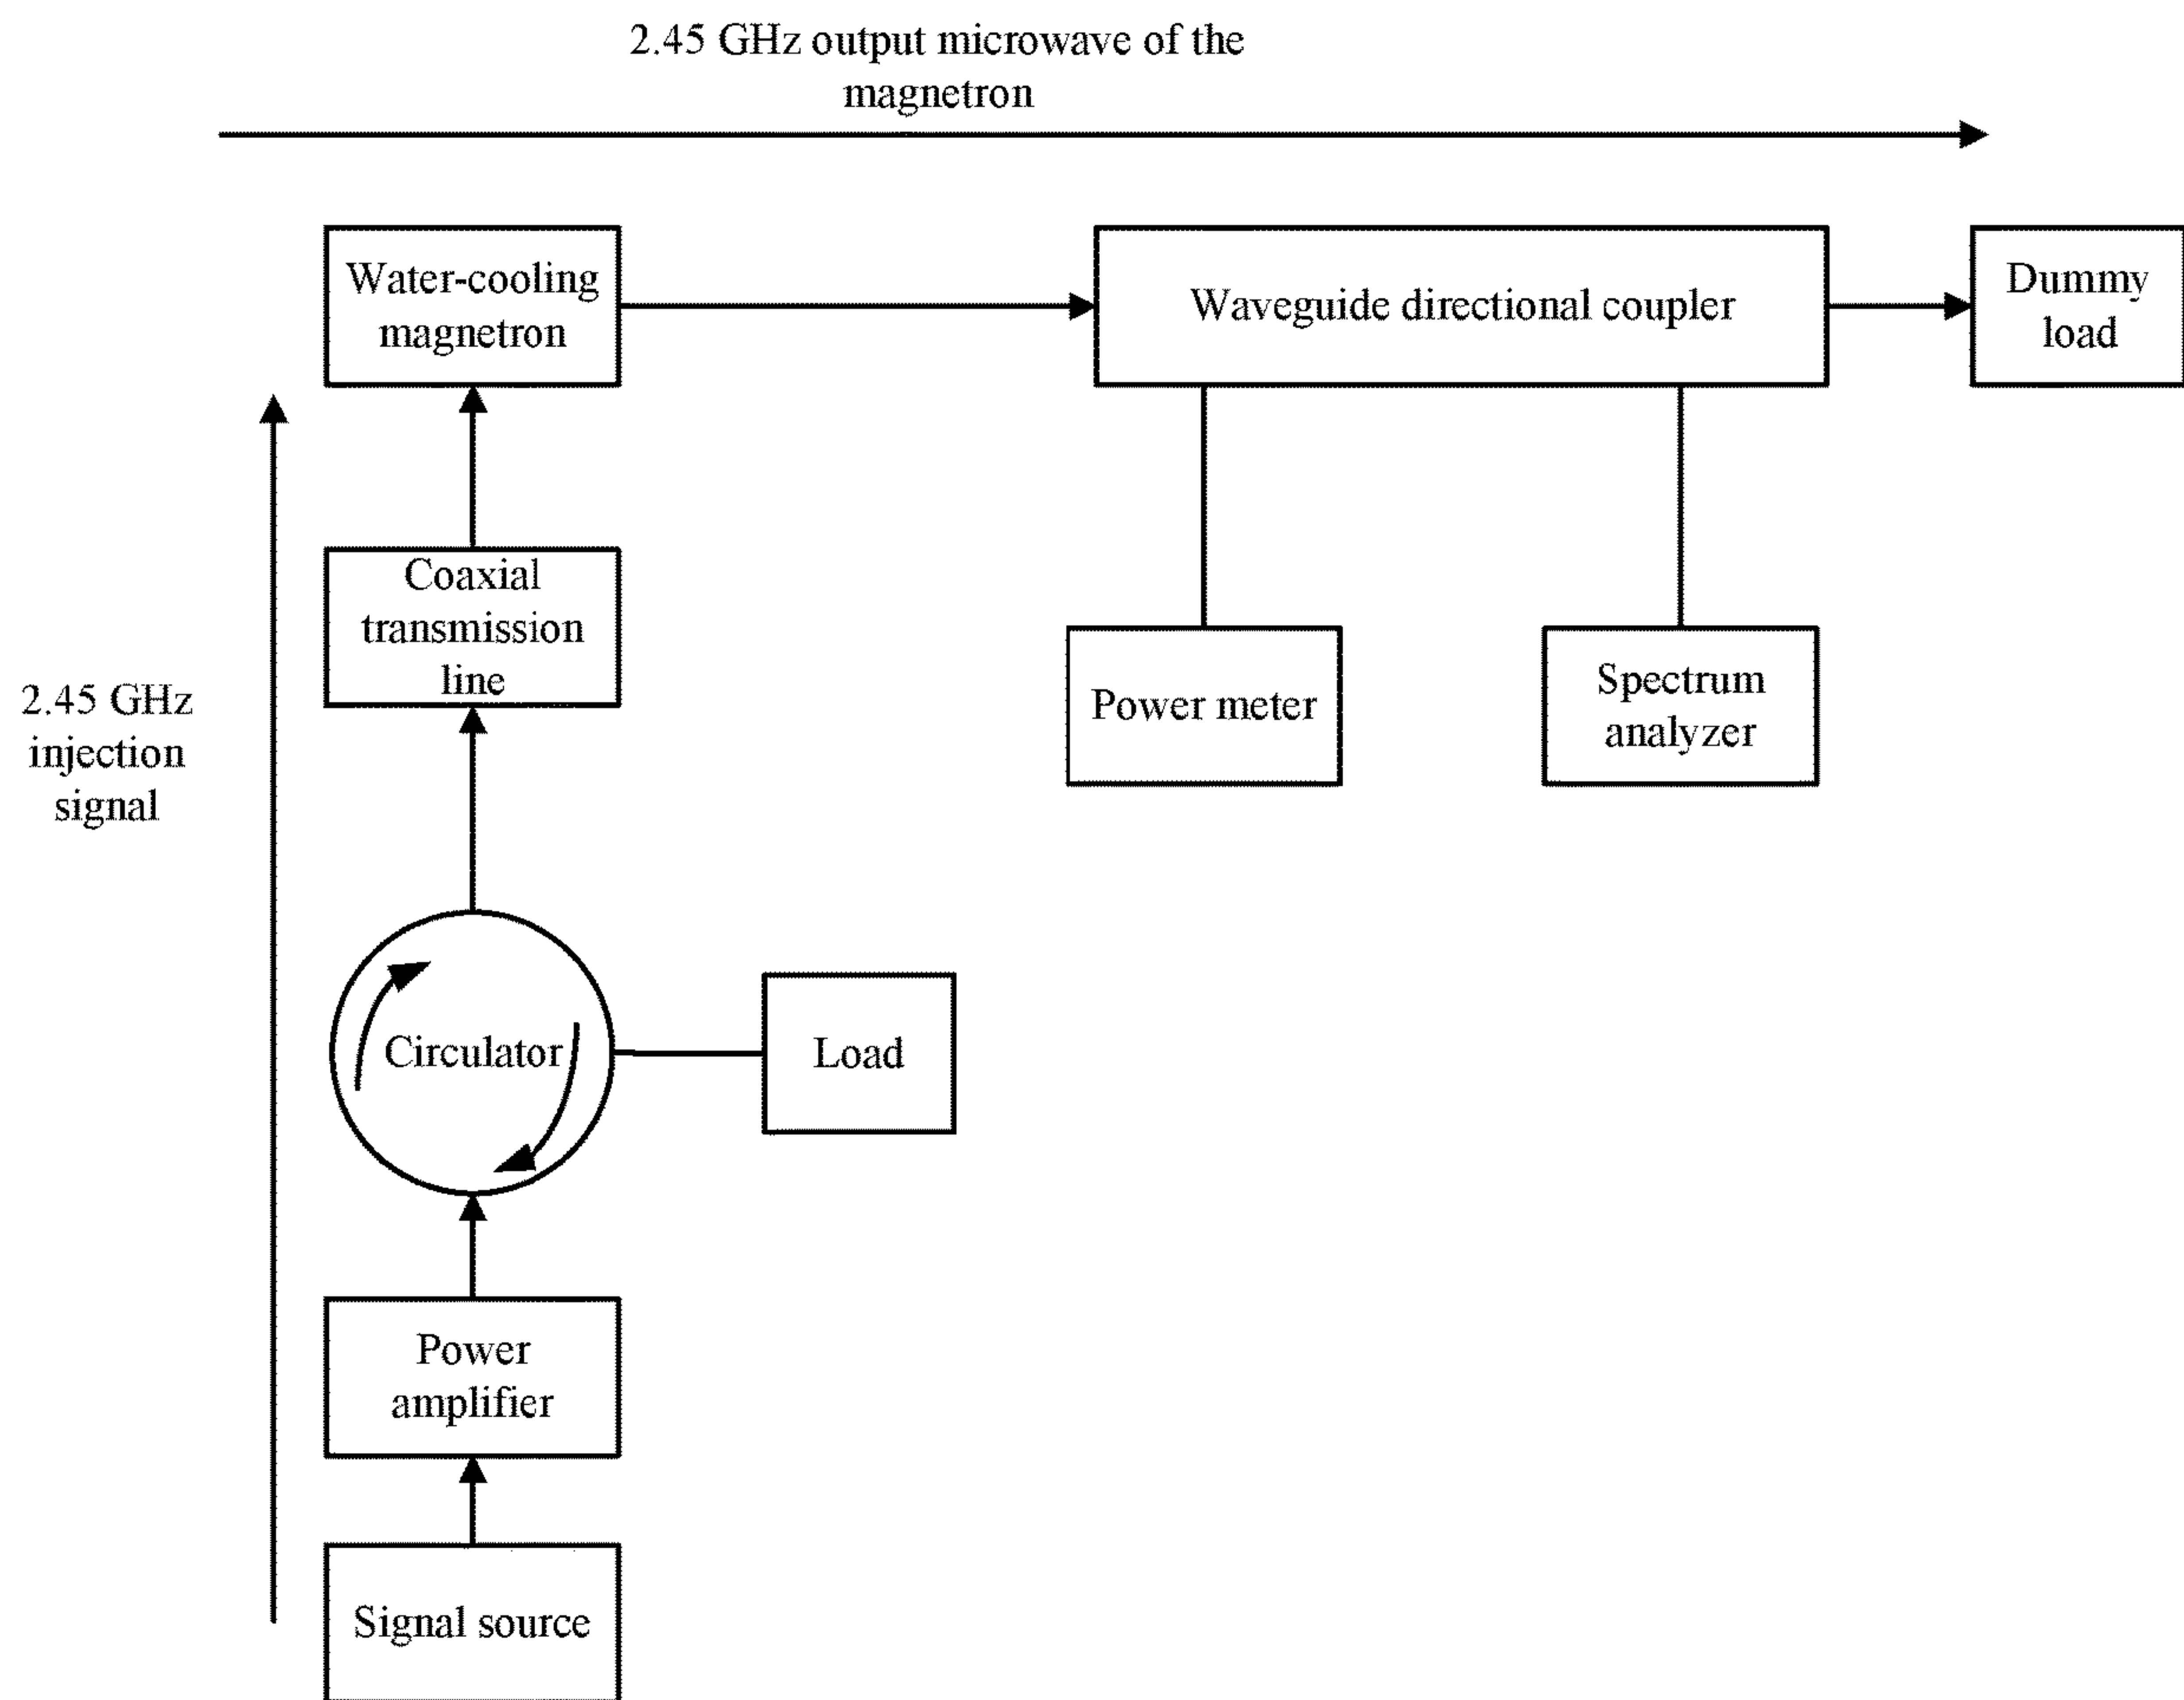 2.45 GHz output microwave of the
magnetron
Water-cooling
magnetron
Waveguide directional coupler
Dummy
load
Coaxial
transmission
line
2.45 GHz
injection
signal
Power meter
Spectrum
analyzer
Circulator
Load
Power
amplifier
Signal source